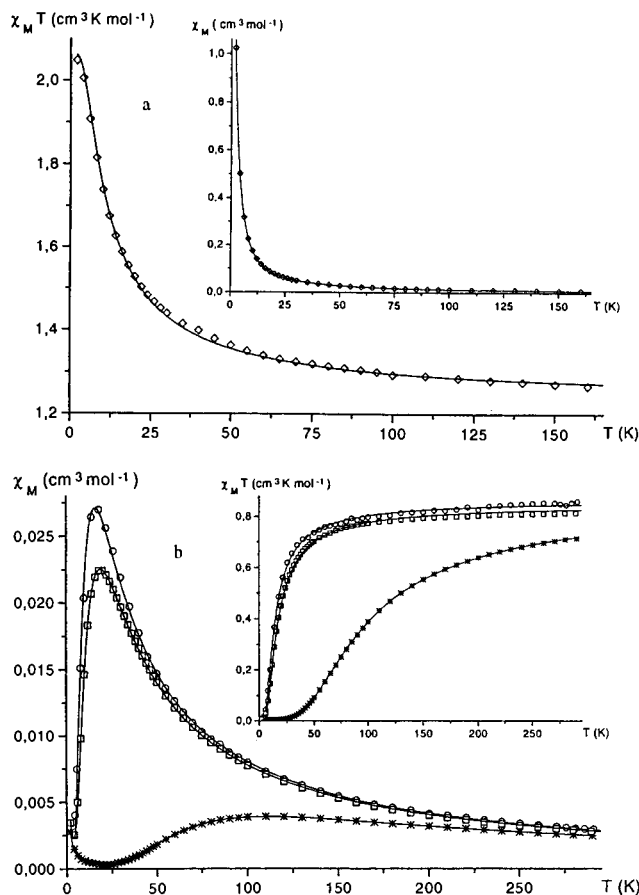 χ_M T (cm³ K mol⁻¹)
2,0
1,8
1,6
1,4
1,2
0 25 50 75 100 125 150 T (K)
a
χ_M (cm³ mol⁻¹)
1,0
0,8
0,6
0,4
0,2
0,0
0 25 50 75 100 125 150
T (K)
χ_M (cm³ mol⁻¹)
0,025
0,020
0,015
0,010
0,005
0,000
0 50 100 150 200 250 T (K)
b
χ_M T (cm³ K mol⁻¹)
0,8
0,6
0,4
0,2
0,0
0 50 100 150 200 250 T (K)